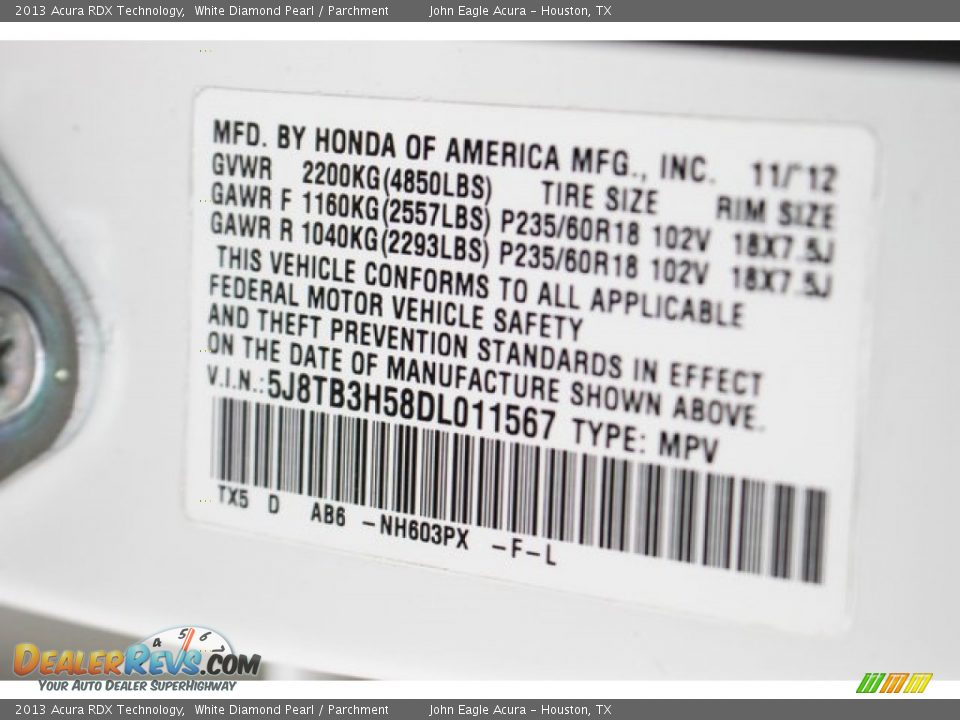 2013 Acura RDX Technology, White Diamond Pearl / Parchment John Eagle Acura - Houston, TX
MFD. BY HONDA OF AMERICA MFG., INC. 11/12
GVWR 2200KG(4850LBS) TIRE SIZE RIM SIZE
GAWR F 1160KG(2557LBS) P235/60R18 102V 18X7.5J
GAWR R 1040KG(2293LBS) P235/60R18 102V 18X7.5J
THIS VEHICLE CONFORMS TO ALL APPLICABLE
FEDERAL MOTOR VEHICLE SAFETY
AND THEFT PREVENTION STANDARDS IN EFFECT
ON THE DATE OF MANUFACTURE SHOWN ABOVE.
V.I.N.:5J8TB3H58DL011567 TYPE: MPV
TX5 D AB6 -NH603PX -F-L
4 5 6 7
DealerRevs.com
Your Auto Dealer SuperHighway
2013 Acura RDX Technology, White Diamond Pearl / Parchment John Eagle Acura - Houston, TX